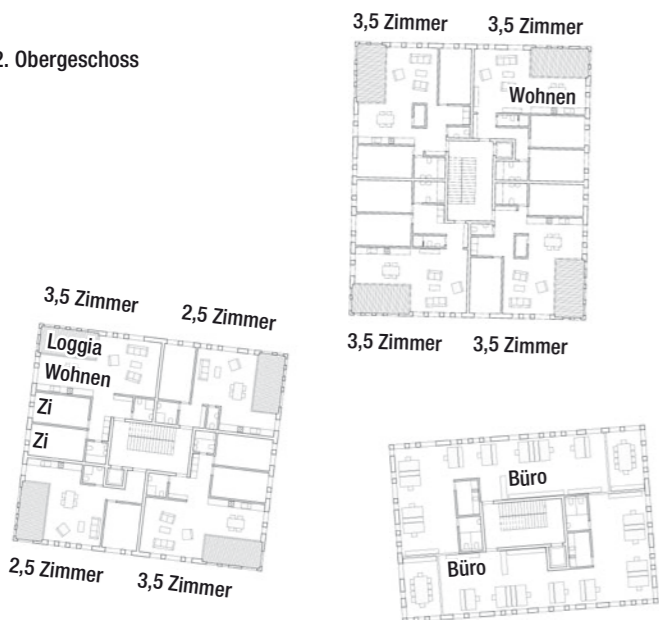 3,5 Zimmer 3,5 Zimmer
2. Obergeschoss
Wohnen
3,5 Zimmer 3,5 Zimmer
3,5 Zimmer 2,5 Zimmer
Loggia
Wohnen
Zi
Zi
2,5 Zimmer 3,5 Zimmer
Büro
Büro